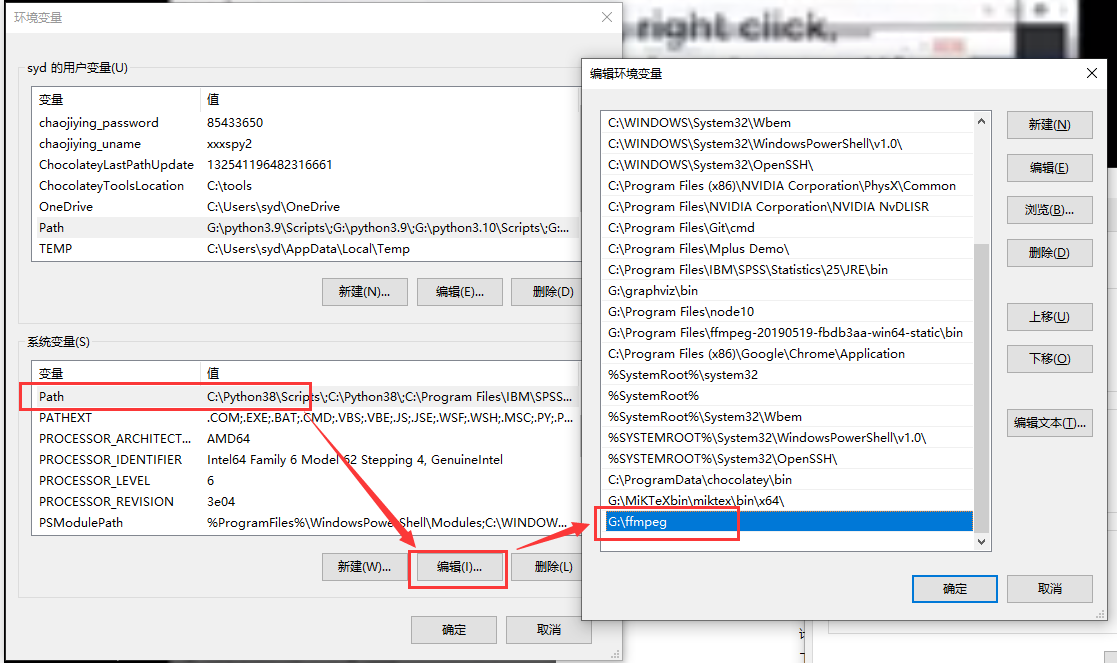 环境变量
right click,
syd 的用户变量(U)
变量 值
chaojiying_password 85433650
chaojiying_uname xxxspy2
ChocolateyLastPathUpdate 132541196482316661
ChocolateyToolsLocation C:\tools
OneDrive C:\Users\syd\OneDrive
Path G:\python3.9\Scripts\;G:\python3.9\;G:\python3.10\Scripts\;G:...
TEMP C:\Users\syd\AppData\Local\Temp
新建(N)... 编辑(E)... 删除(D)
系统变量(S)
变量 值
Path C:\Python38\Scripts\;C:\Python38\;C:\Program Files\IBM\SPSS...
PATHEXT .COM;.EXE;.BAT;.CMD;.VBS;.VBE;.JS;.JSE;.WSF;.WSH;.MSC;.PY;.P...
PROCESSOR_ARCHITECT... AMD64
PROCESSOR_IDENTIFIER Intel64 Family 6 Model 62 Stepping 4, GenuineIntel
PROCESSOR_LEVEL 6
PROCESSOR_REVISION 3e04
PSModulePath %ProgramFiles%\WindowsPowerShell\Modules;C:\WINDOW...
新建(W)... 编辑(I)... 删除(L)
确定 取消
编辑环境变量
C:\WINDOWS\System32\Wbem
C:\WINDOWS\System32\WindowsPowerShell\v1.0\
C:\WINDOWS\System32\OpenSSH\
C:\Program Files (x86)\NVIDIA Corporation\PhysX\Common
C:\Program Files\NVIDIA Corporation\NVIDIA NvDLISR
C:\Program Files\Git\cmd
C:\Program Files\Mplus Demo\
C:\Program Files\IBM\SPSS\Statistics\25\JRE\bin
G:\graphviz\bin
G:\Program Files\node10
G:\Program Files\ffmpeg-20190519-fbdb3aa-win64-static\bin
C:\Program Files (x86)\Google\Chrome\Application
%SystemRoot%\system32
%SystemRoot%
%SystemRoot%\System32\Wbem
%SYSTEMROOT%\System32\WindowsPowerShell\v1.0\
%SYSTEMROOT%\System32\OpenSSH\
C:\ProgramData\chocolatey\bin
G:\MiKTeXbin\miktex\bin\x64\
G:\ffmpeg
新建(N)
编辑(E)
浏览(B)...
删除(D)
上移(U)
下移(O)
编辑文本(T)...
确定 取消